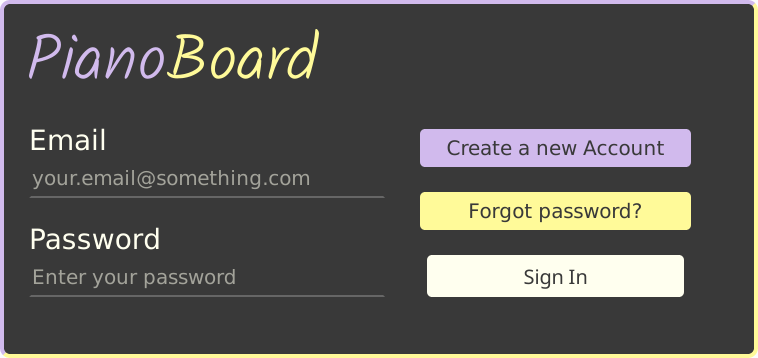 PianoBoard
Email
your.email@something.com
Password
Enter your password
Create a new Account
Forgot password?
Sign In